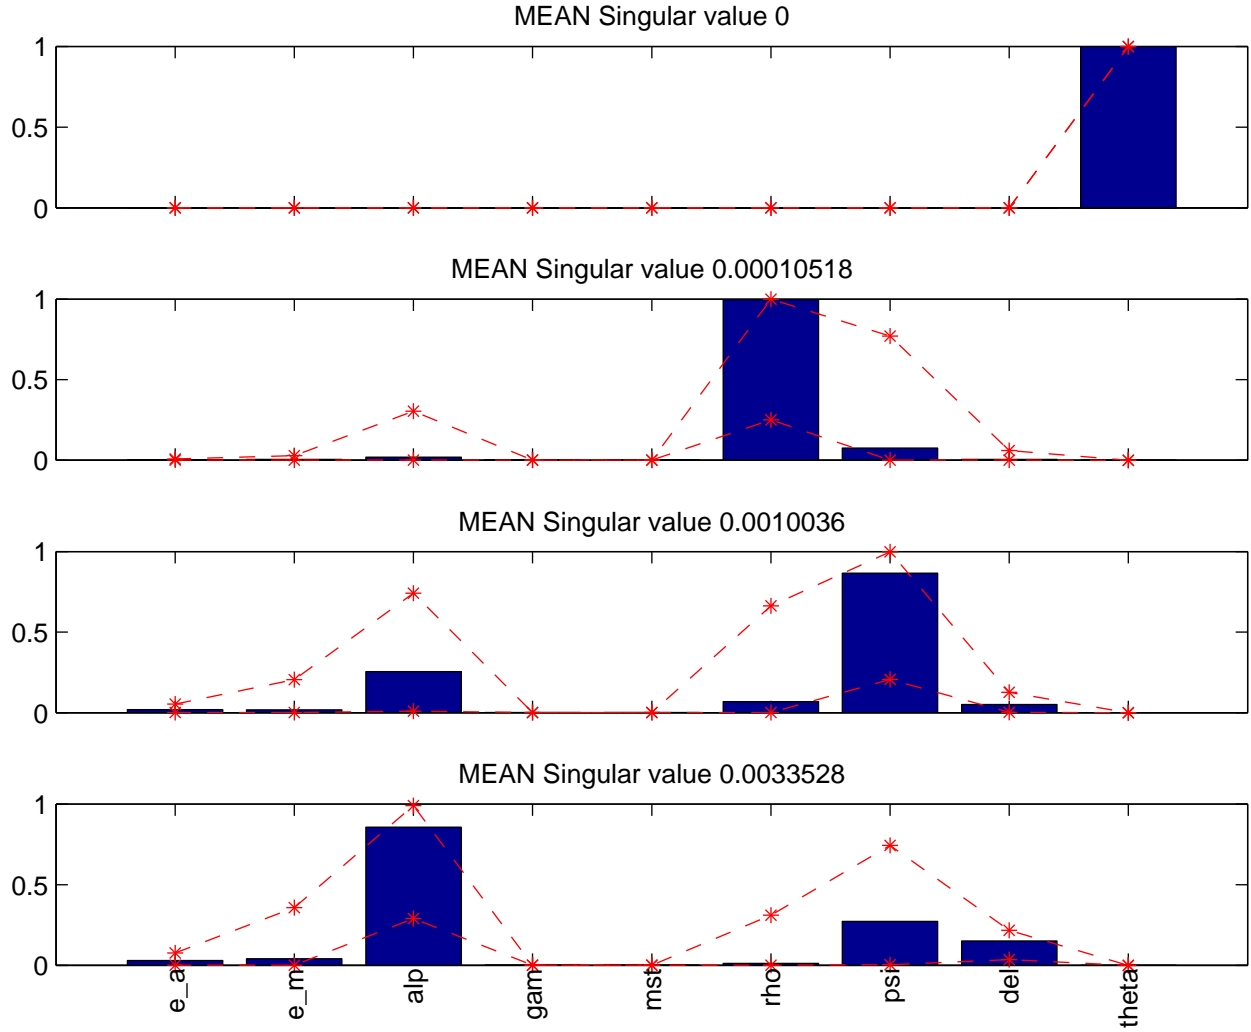 MEAN Singular value 0
1
0.5
0
MEAN Singular value 0.00010518
1
0.5
0
MEAN Singular value 0.0010036
1
0.5
0
MEAN Singular value 0.0033528
1
0.5
0
e_a
e_m
alp
gam
mst
rho
psi
del
theta